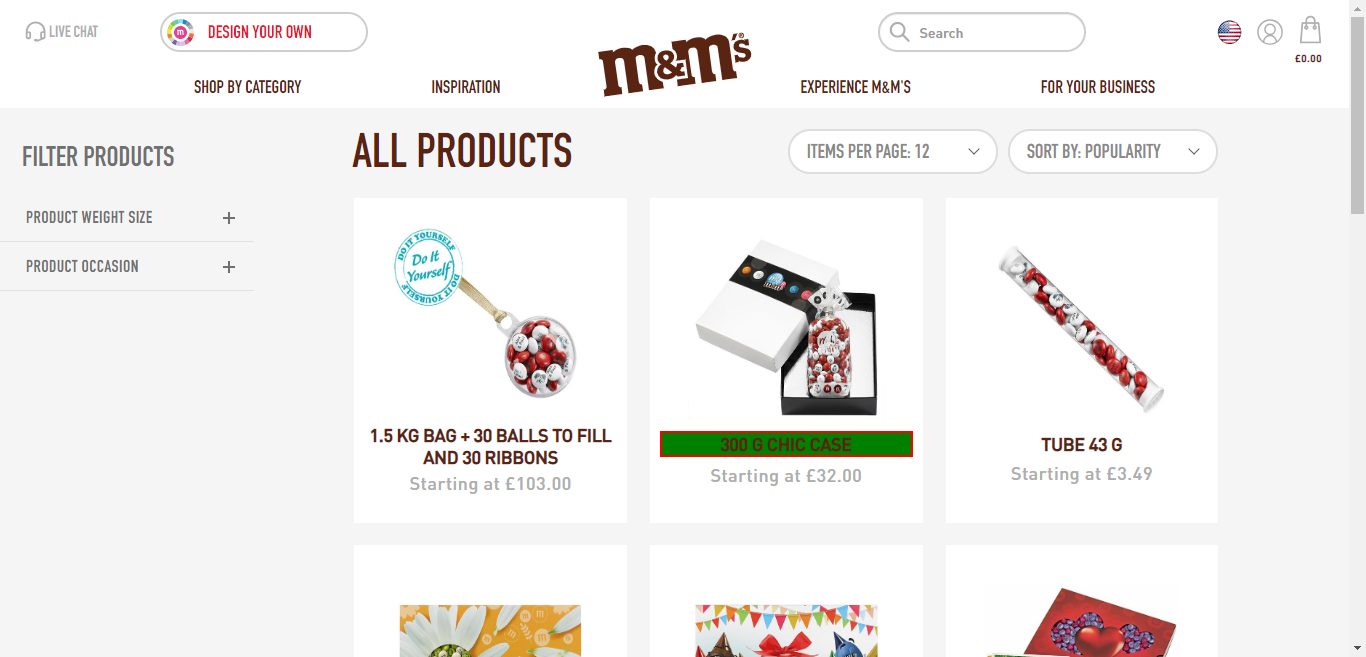 LIVE CHAT
DESIGN YOUR OWN
m&m's®
Search
£0.00
SHOP BY CATEGORY
INSPIRATION
EXPERIENCE M&M'S
FOR YOUR BUSINESS
FILTER PRODUCTS
PRODUCT WEIGHT SIZE
PRODUCT OCCASION
ALL PRODUCTS
ITEMS PER PAGE: 12
SORT BY: POPULARITY
DO IT YOURSELF
Do It
Yourself
DO IT YOURSELF
1.5 KG BAG + 30 BALLS TO FILL
AND 30 RIBBONS
Starting at £103.00
300 G CHIC CASE
Starting at £32.00
TUBE 43 G
Starting at £3.49